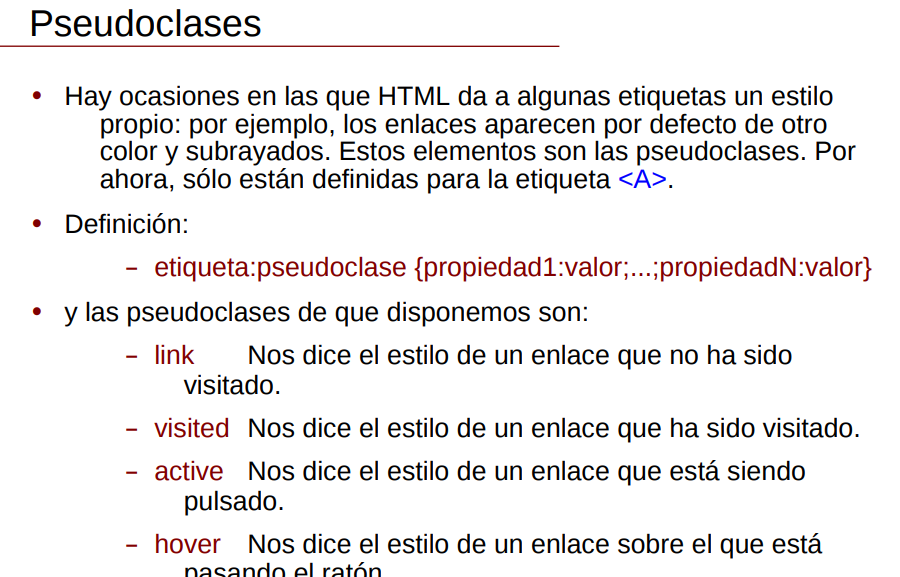 Pseudoclases
• Hay ocasiones en las que HTML da a algunas etiquetas un estilo
propio: por ejemplo, los enlaces aparecen por defecto de otro
color y subrayados. Estos elementos son las pseudoclases. Por
ahora, sólo están definidas para la etiqueta <A>.
• Definición:
– etiqueta:pseudoclase {propiedad1:valor;...;propiedadN:valor}
• y las pseudoclases de que disponemos son:
– link Nos dice el estilo de un enlace que no ha sido
visitado.
– visited Nos dice el estilo de un enlace que ha sido visitado.
– active Nos dice el estilo de un enlace que está siendo
pulsado.
– hover Nos dice el estilo de un enlace sobre el que está
pasando el ratón